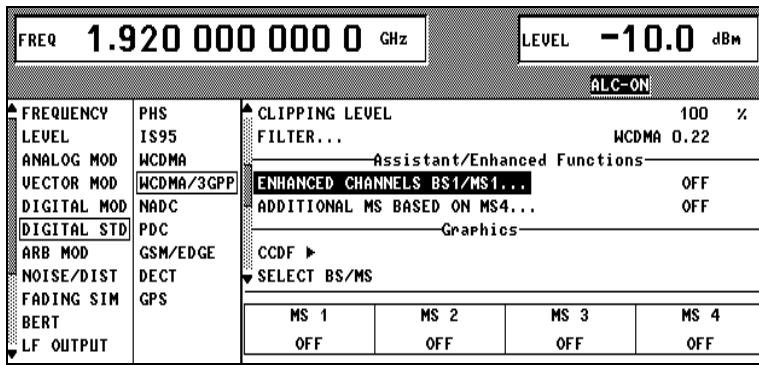 FREQ 1.920 000 000 0 GHz LEVEL -10.0 dBm
ALC-ON
FREQUENCY PHS CLIPPING LEVEL 100 %
LEVEL IS95 FILTER... WCDMA 0.22
ANALOG MOD WCDMA Assistant/Enhanced Functions
VECTOR MOD WCDMA/3GPP ENHANCED CHANNELS BS1/MS1... OFF
DIGITAL MOD NADC ADDITIONAL MS BASED ON MS4... OFF
DIGITAL STD PDC Graphics
ARB MOD GSM/EDGE CCDF ▶
NOISE/DIST DECT SELECT BS/MS
FADING SIM GPS
BERT MS 1 MS 2 MS 3 MS 4
LF OUTPUT OFF OFF OFF OFF